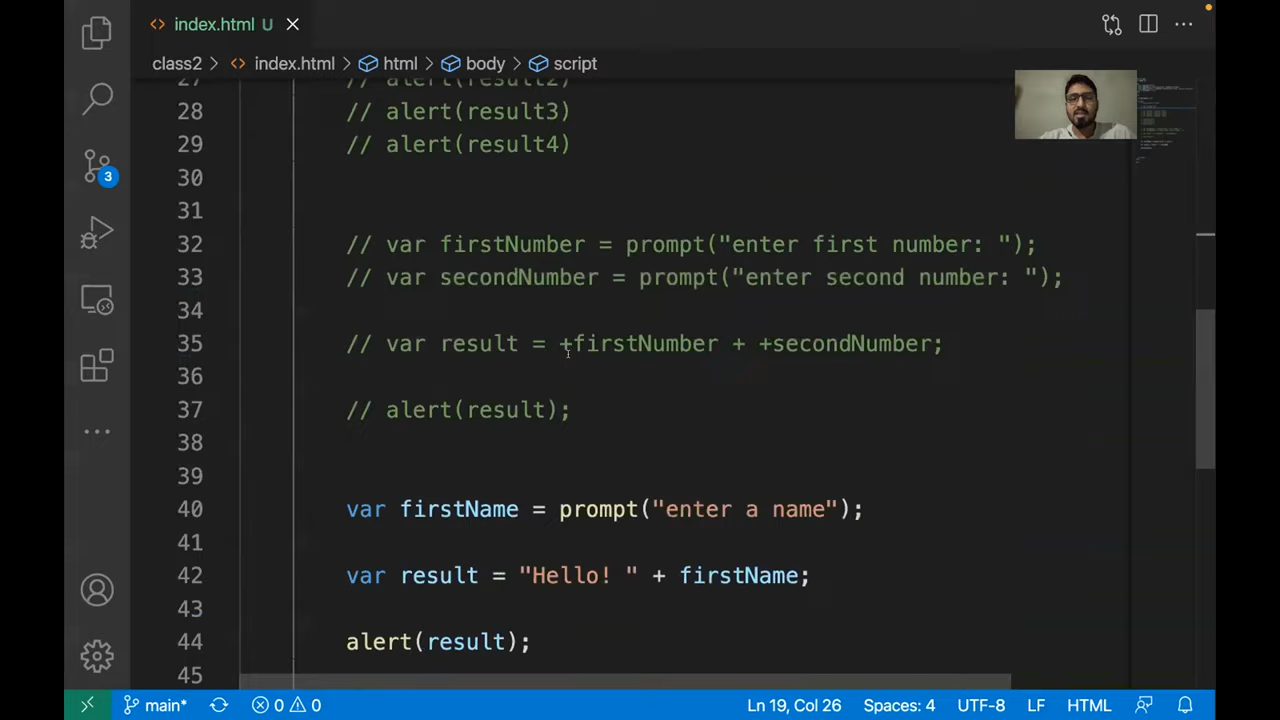 index.html U
class2 > index.html > html > body > script
27 // alert(result2)
28 // alert(result3)
29 // alert(result4)
30
31
32 // var firstNumber = prompt("enter first number: ");
33 // var secondNumber = prompt("enter second number: ");
34
35 // var result = +firstNumber + +secondNumber;
36
37 // alert(result);
38
39
40 var firstName = prompt("enter a name");
41
42 var result = "Hello! " + firstName;
43
44 alert(result);
45
3
main* 0 0 Ln 19, Col 26 Spaces: 4 UTF-8 LF HTML